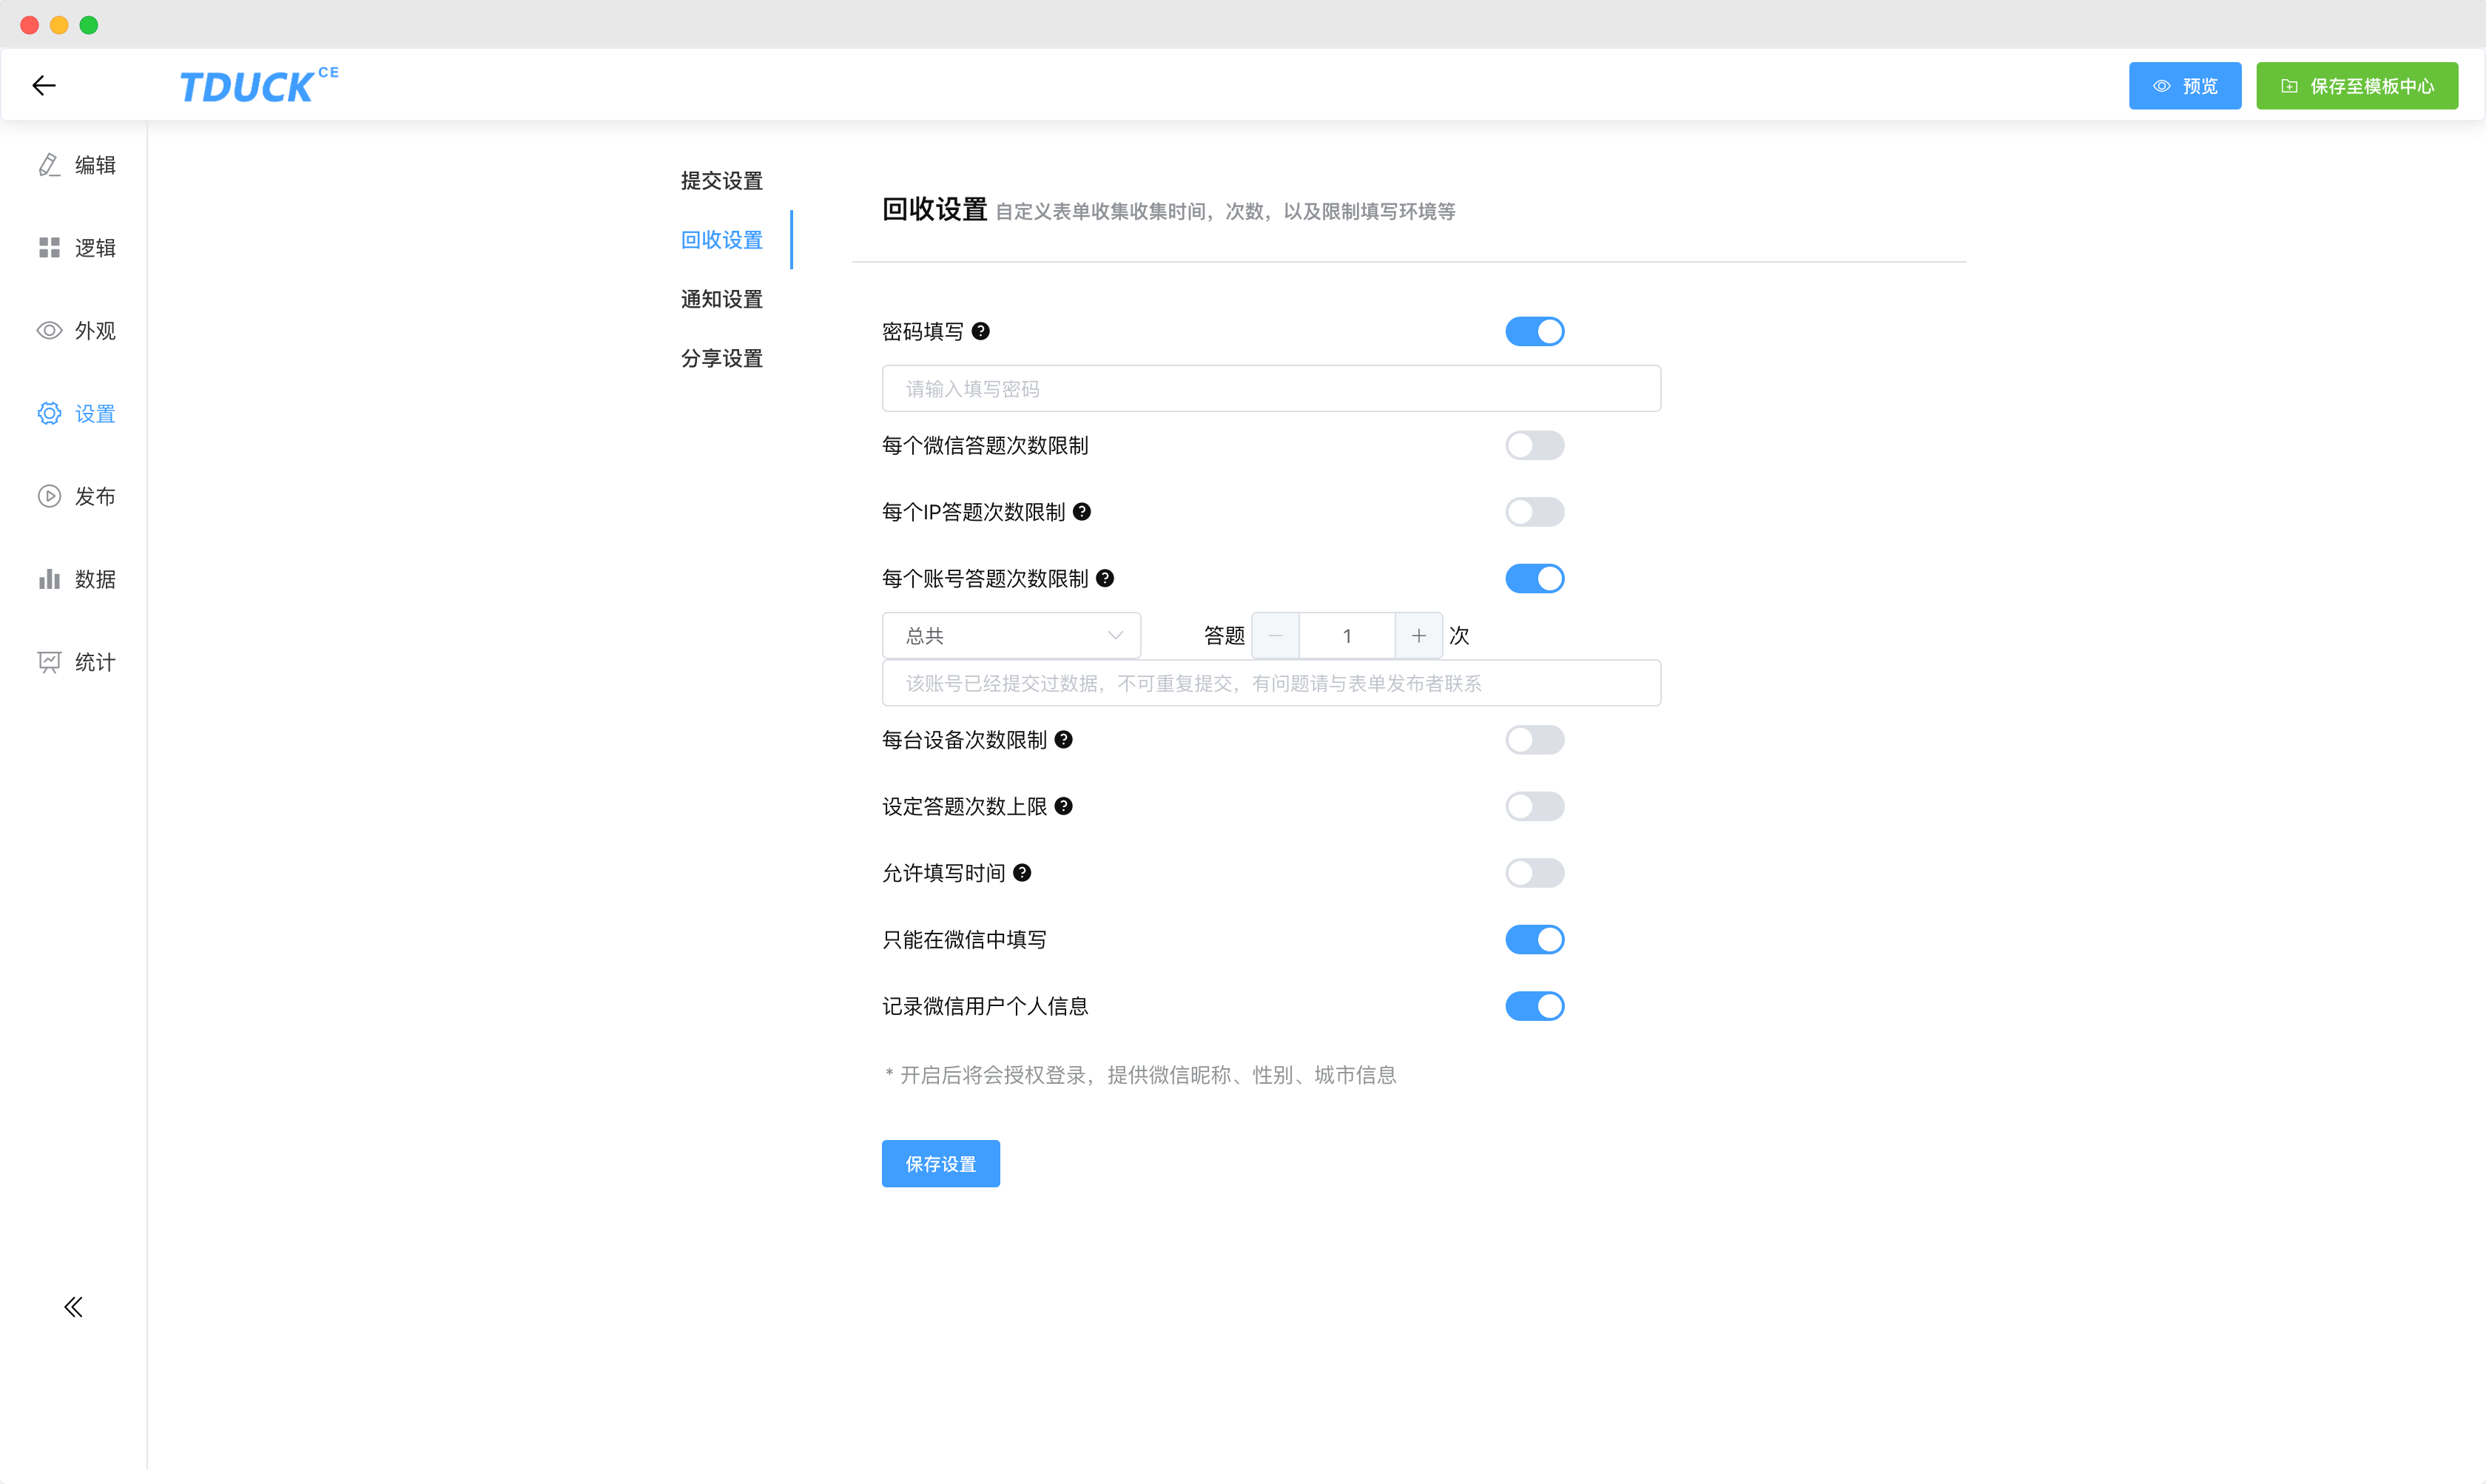 TDUCK CE
预览
保存至模板中心
编辑
逻辑
外观
设置
发布
数据
统计
提交设置
回收设置
通知设置
分享设置
回收设置 自定义表单收集收集时间，次数，以及限制填写环境等
密码填写 ?
请输入填写密码
每个微信答题次数限制
每个IP答题次数限制 ?
每个账号答题次数限制 ?
总共 答题 − 1 + 次
该账号已经提交过数据，不可重复提交，有问题请与表单发布者联系
每台设备次数限制 ?
设定答题次数上限 ?
允许填写时间 ?
只能在微信中填写
记录微信用户个人信息
* 开启后将会授权登录，提供微信昵称、性别、城市信息
保存设置